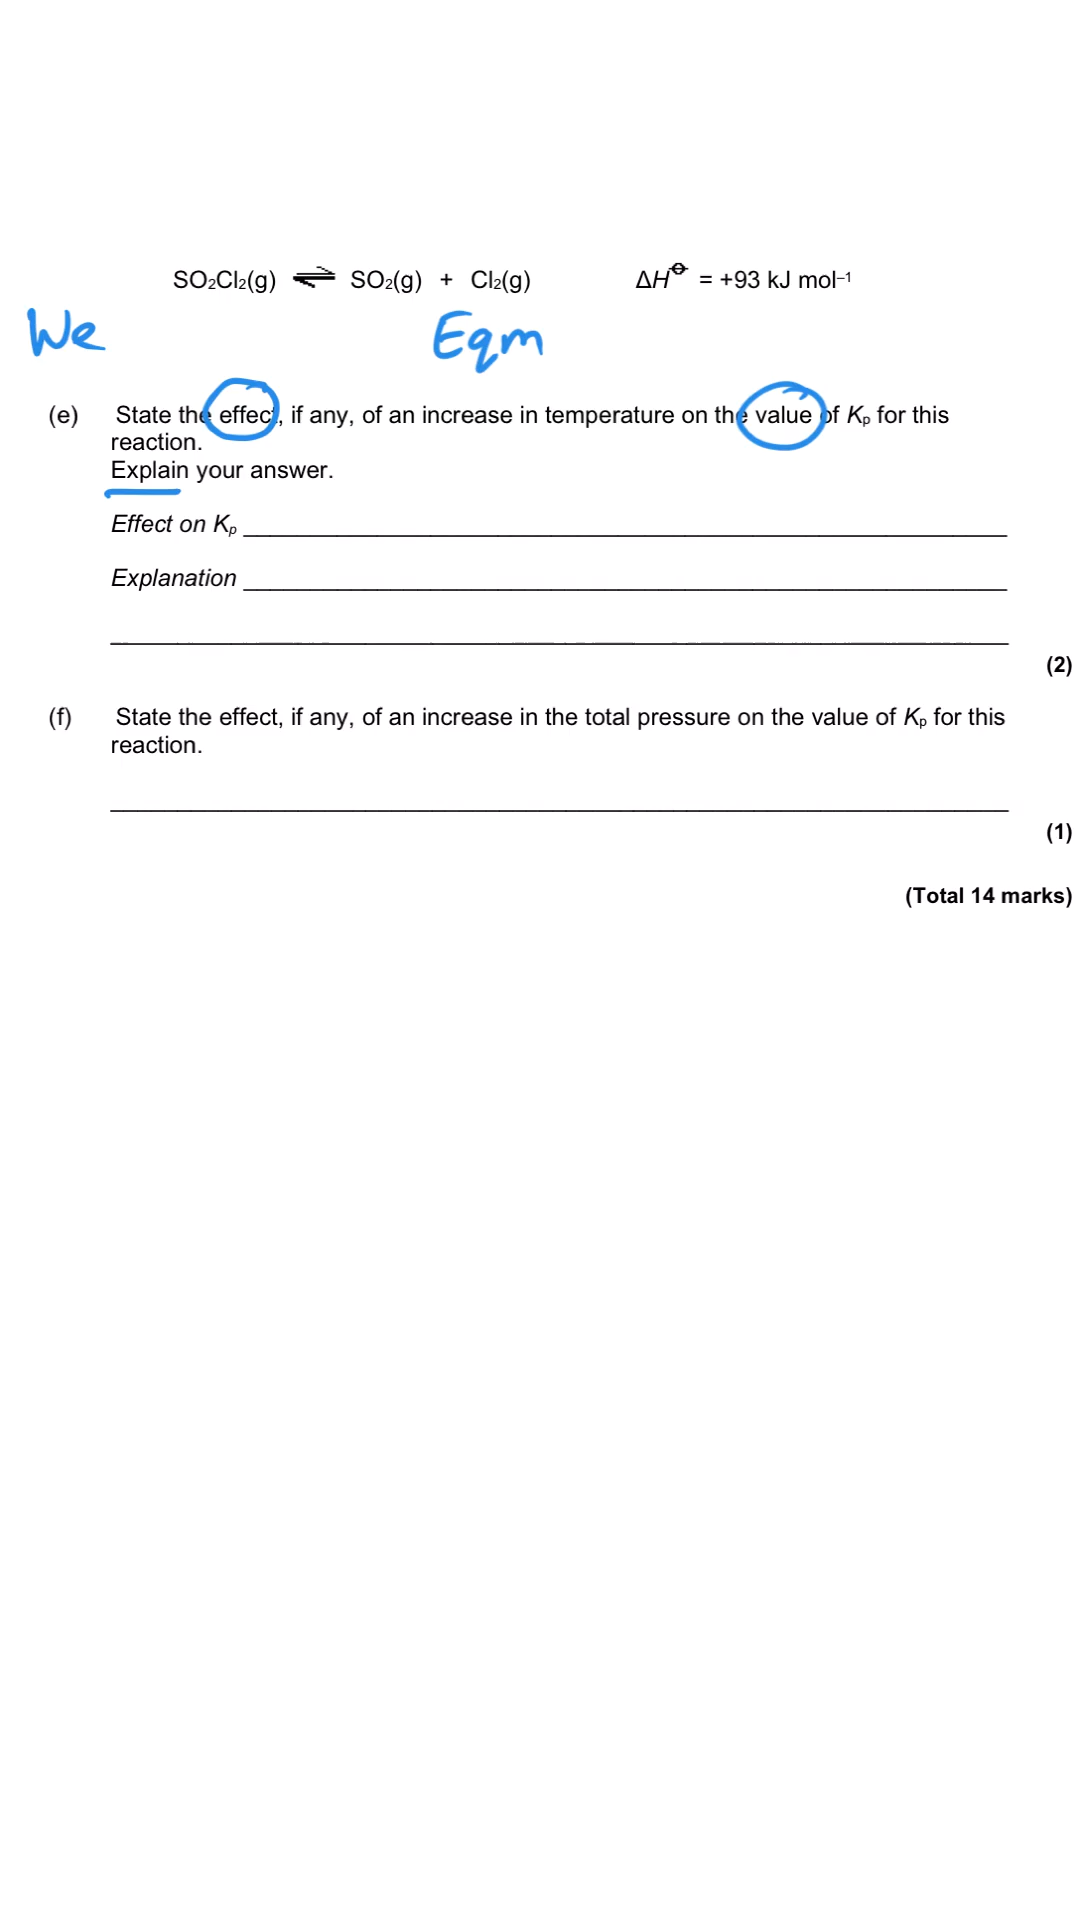 SO₂Cl₂(g) ⇌ SO₂(g) + Cl₂(g) ΔH⦵ = +93 kJ mol⁻¹
We Eqm
(e) State the effect, if any, of an increase in temperature on the value of Kₚ for this
reaction.
Explain your answer.
Effect on Kₚ
Explanation
(2)
(f) State the effect, if any, of an increase in the total pressure on the value of Kₚ for this
reaction.
(1)
(Total 14 marks)